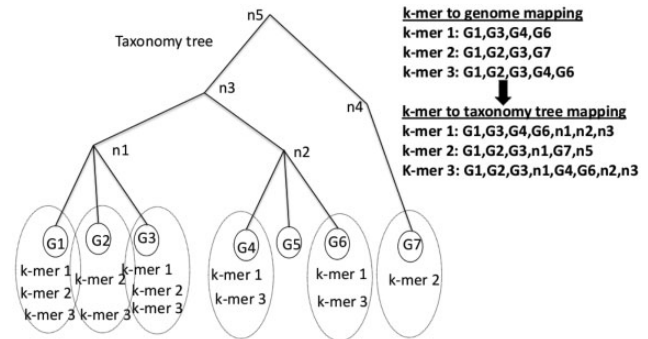 Taxonomy tree
n5
n3
n4
n1
n2
G1
G2
G3
G4
G5
G6
G7
k-mer 1
k-mer 2
k-mer 3
k-mer 2
k-mer 3
k-mer 1
k-mer 2
k-mer 3
k-mer 1
k-mer 3
k-mer 1
k-mer 3
k-mer 2
k-mer to genome mapping
k-mer 1: G1,G3,G4,G6
k-mer 2: G1,G2,G3,G7
k-mer 3: G1,G2,G3,G4,G6
k-mer to taxonomy tree mapping
k-mer 1: G1,G3,G4,G6,n1,n2,n3
k-mer 2: G1,G2,G3,n1,G7,n5
K-mer 3: G1,G2,G3,n1,G4,G6,n2,n3